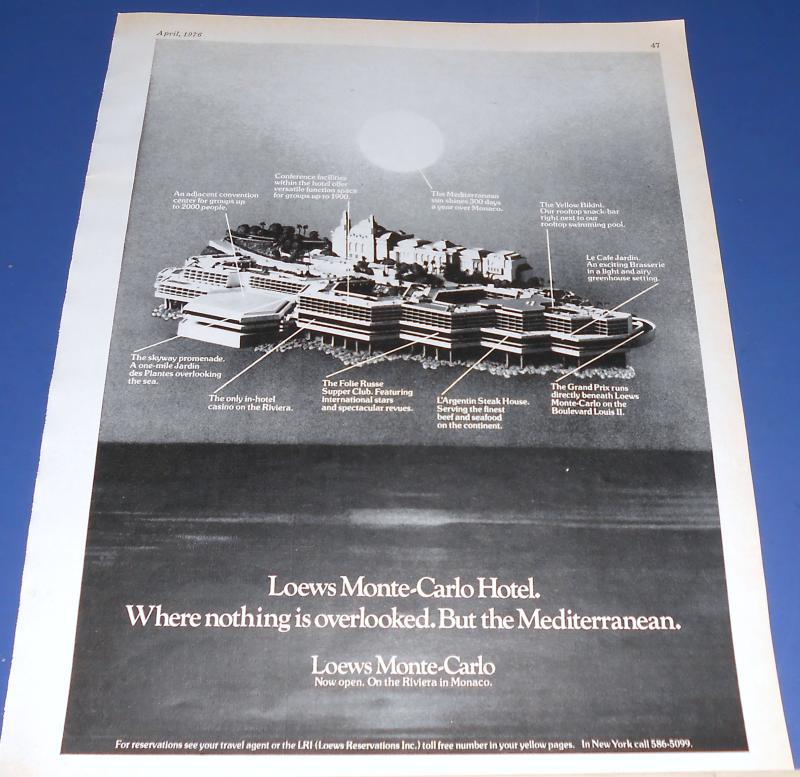 April, 1976
47
Conference facilities
within the hotel offer
versatile function space
for groups up to 1900.
An adjacent convention
center for groups up
to 2000 people.
The Mediterranean
sun shines 300 days
a year over Monaco.
The Yellow Bikini.
Our rooftop snack-bar
right next to our
rooftop swimming pool.
Le Cafe Jardin.
An exciting Brasserie
in a light and airy
greenhouse setting.
The skyway promenade.
A one-mile Jardin
des Plantes overlooking
the sea.
The only in-hotel
casino on the Riviera.
The Folie Russe
Supper Club. Featuring
international stars
and spectacular revues.
L'Argentin Steak House.
Serving the finest
beef and seafood
on the continent.
The Grand Prix runs
directly beneath Loews
Monte-Carlo on the
Boulevard Louis II.
Loews Monte-Carlo Hotel.
Where nothing is overlooked. But the Mediterranean.
Loews Monte-Carlo
Now open. On the Riviera in Monaco.
For reservations see your travel agent or the LRI (Loews Reservations Inc.) toll free number in your yellow pages. In New York call 586-5099.